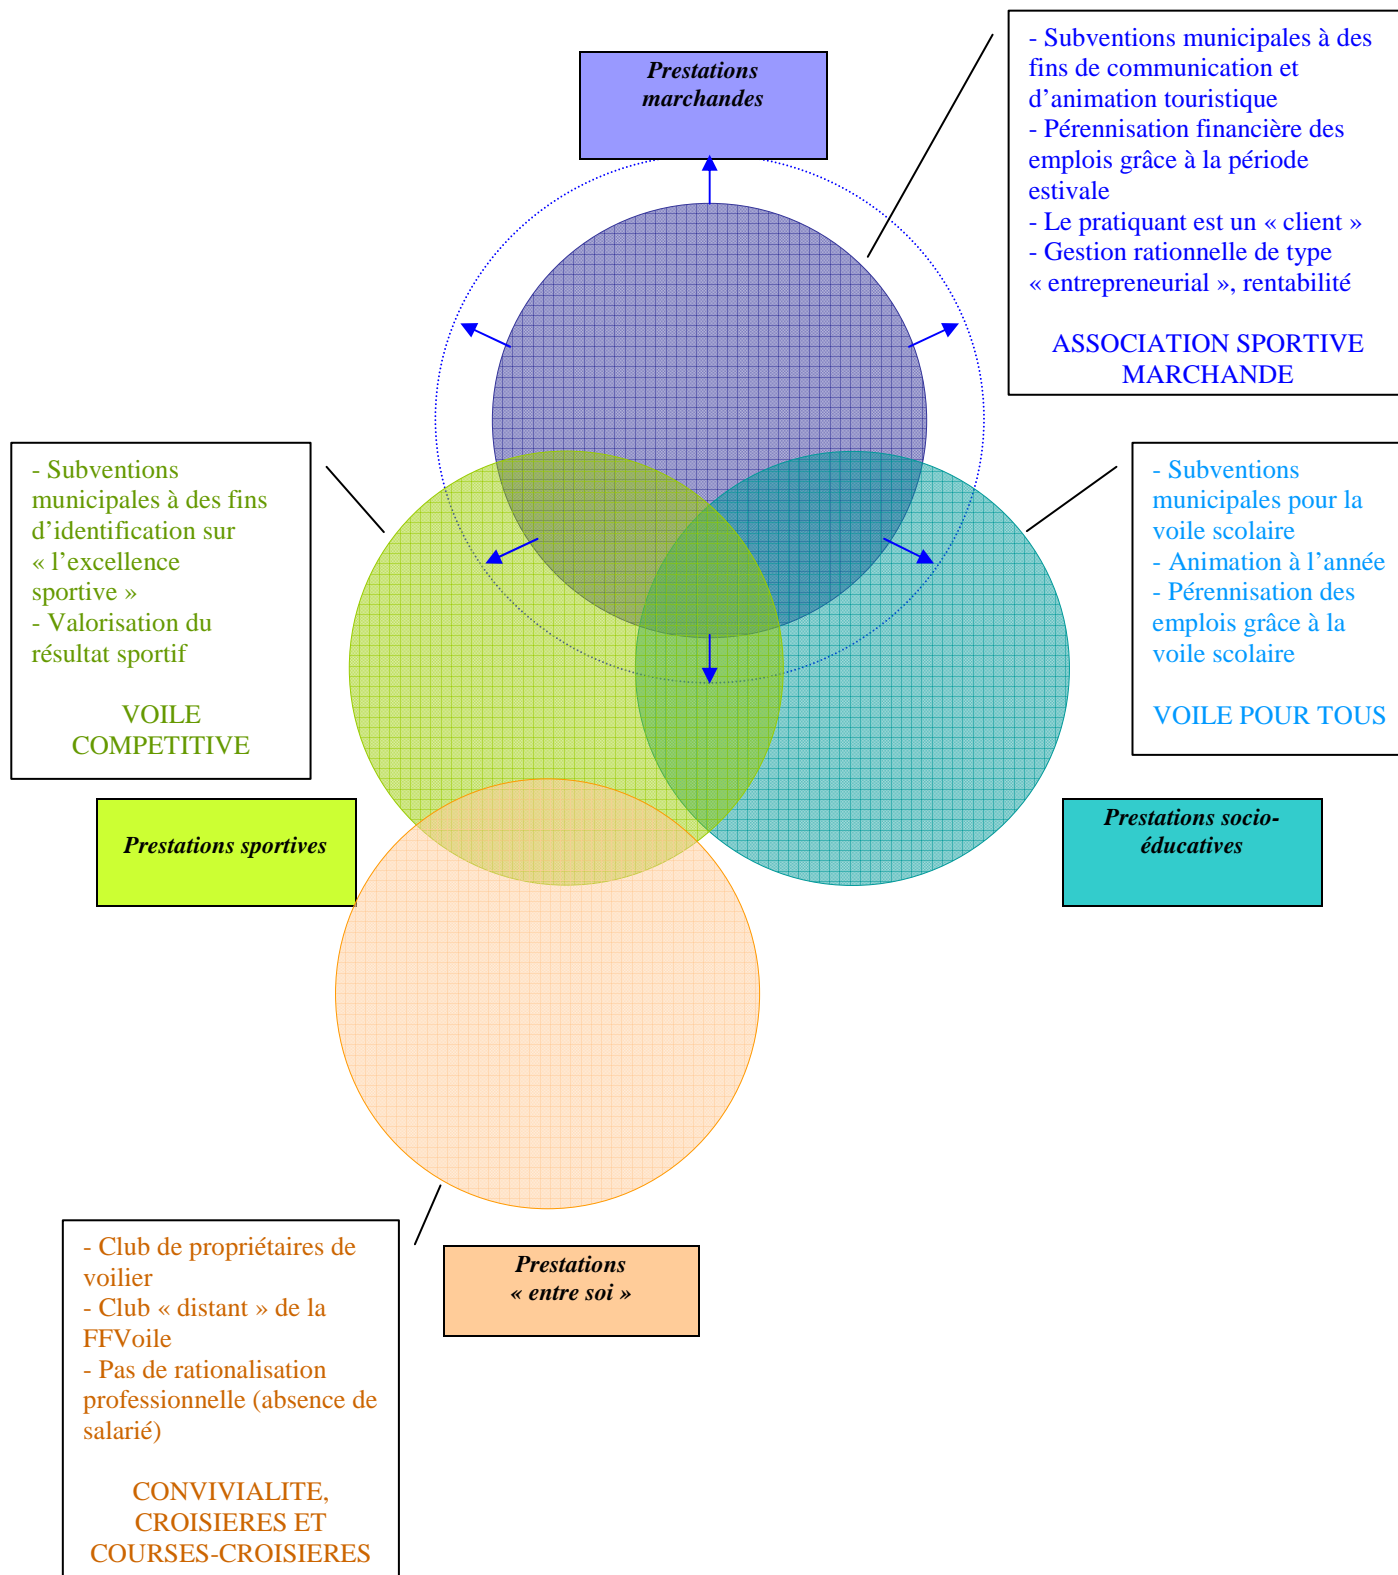 Prestations
marchandes
- Subventions municipales à des
fins de communication et
d’animation touristique
- Pérennisation financière des
emplois grâce à la période
estivale
- Le pratiquant est un « client »
- Gestion rationnelle de type
« entrepreneurial », rentabilité
ASSOCIATION SPORTIVE
MARCHANDE
- Subventions
municipales à des fins
d’identification sur
« l’excellence
sportive »
- Valorisation du
résultat sportif
VOILE
COMPETITIVE
- Subventions
municipales pour la
voile scolaire
- Animation à l’année
- Pérennisation des
emplois grâce à la
voile scolaire
VOILE POUR TOUS
Prestations sportives
Prestations socio-
éducatives
- Club de propriétaires de
voilier
- Club « distant » de la
FFVoile
- Pas de rationalisation
professionnelle (absence de
salarié)
CONVIVIALITE,
CROISIERES ET
COURSES-CROISIERES
Prestations
« entre soi »